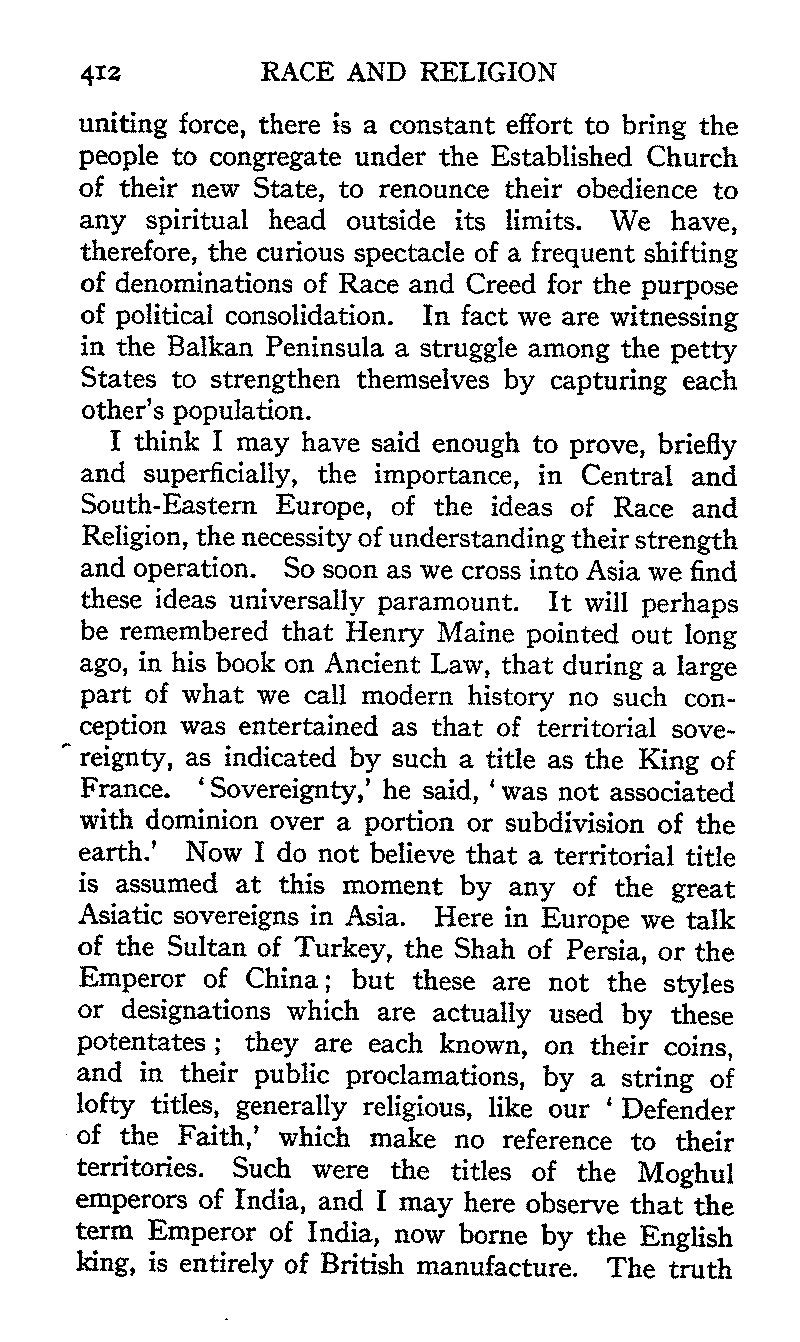 412 RACE AND RELIGION
uniting force, there is a constant effort to bring the
people to congregate under the Established Church
of their new State, to renounce their obedience to
any spiritual head outside its limits. We have,
therefore, the curious spectacle of a frequent shifting
of denominations of Race and Creed for the purpose
of political consolidation. In fact we are witnessing
in the Balkan Peninsula a struggle among the petty
States to strengthen themselves by capturing each
other's population.
I think I may have said enough to prove, briefly
and superficially, the importance, in Central and
South-Eastern Europe, of the ideas of Race and
Religion, the necessity of understanding their strength
and operation. So soon as we cross into Asia we find
these ideas universally paramount. It will perhaps
be remembered that Henry Maine pointed out long
ago, in his book on Ancient Law, that during a large
part of what we call modern history no such con-
ception was entertained as that of territorial sove-
reignty, as indicated by such a title as the King of
France. ‘Sovereignty,’ he said, ‘was not associated
with dominion over a portion or subdivision of the
earth.’ Now I do not believe that a territorial title
is assumed at this moment by any of the great
Asiatic sovereigns in Asia. Here in Europe we talk
of the Sultan of Turkey, the Shah of Persia, or the
Emperor of China; but these are not the styles
or designations which are actually used by these
potentates; they are each known, on their coins,
and in their public proclamations, by a string of
lofty titles, generally religious, like our ‘Defender
of the Faith,’ which make no reference to their
territories. Such were the titles of the Moghul
emperors of India, and I may here observe that the
term Emperor of India, now borne by the English
king, is entirely of British manufacture. The truth